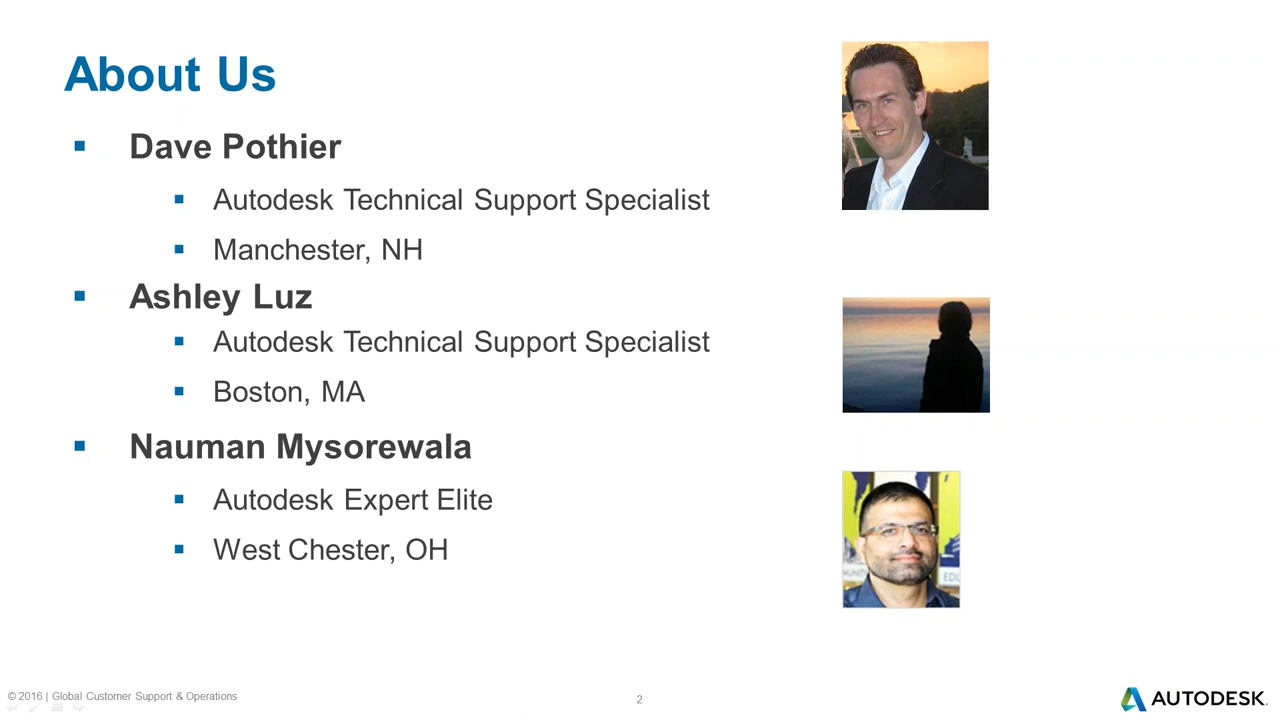 About Us
Dave Pothier
Autodesk Technical Support Specialist
Manchester, NH
Ashley Luz
Autodesk Technical Support Specialist
Boston, MA
Nauman Mysorewala
Autodesk Expert Elite
West Chester, OH
© 2016 | Global Customer Support & Operations
2
AUTODESK.